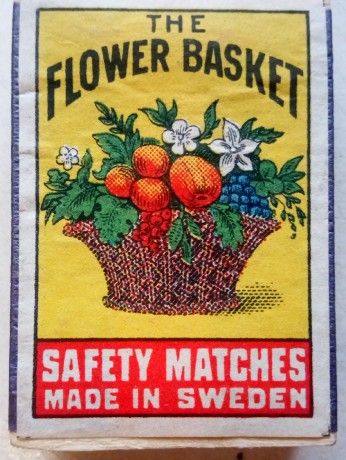 THE
FLOWER BASKET
SAFETY MATCHES
MADE IN SWEDEN